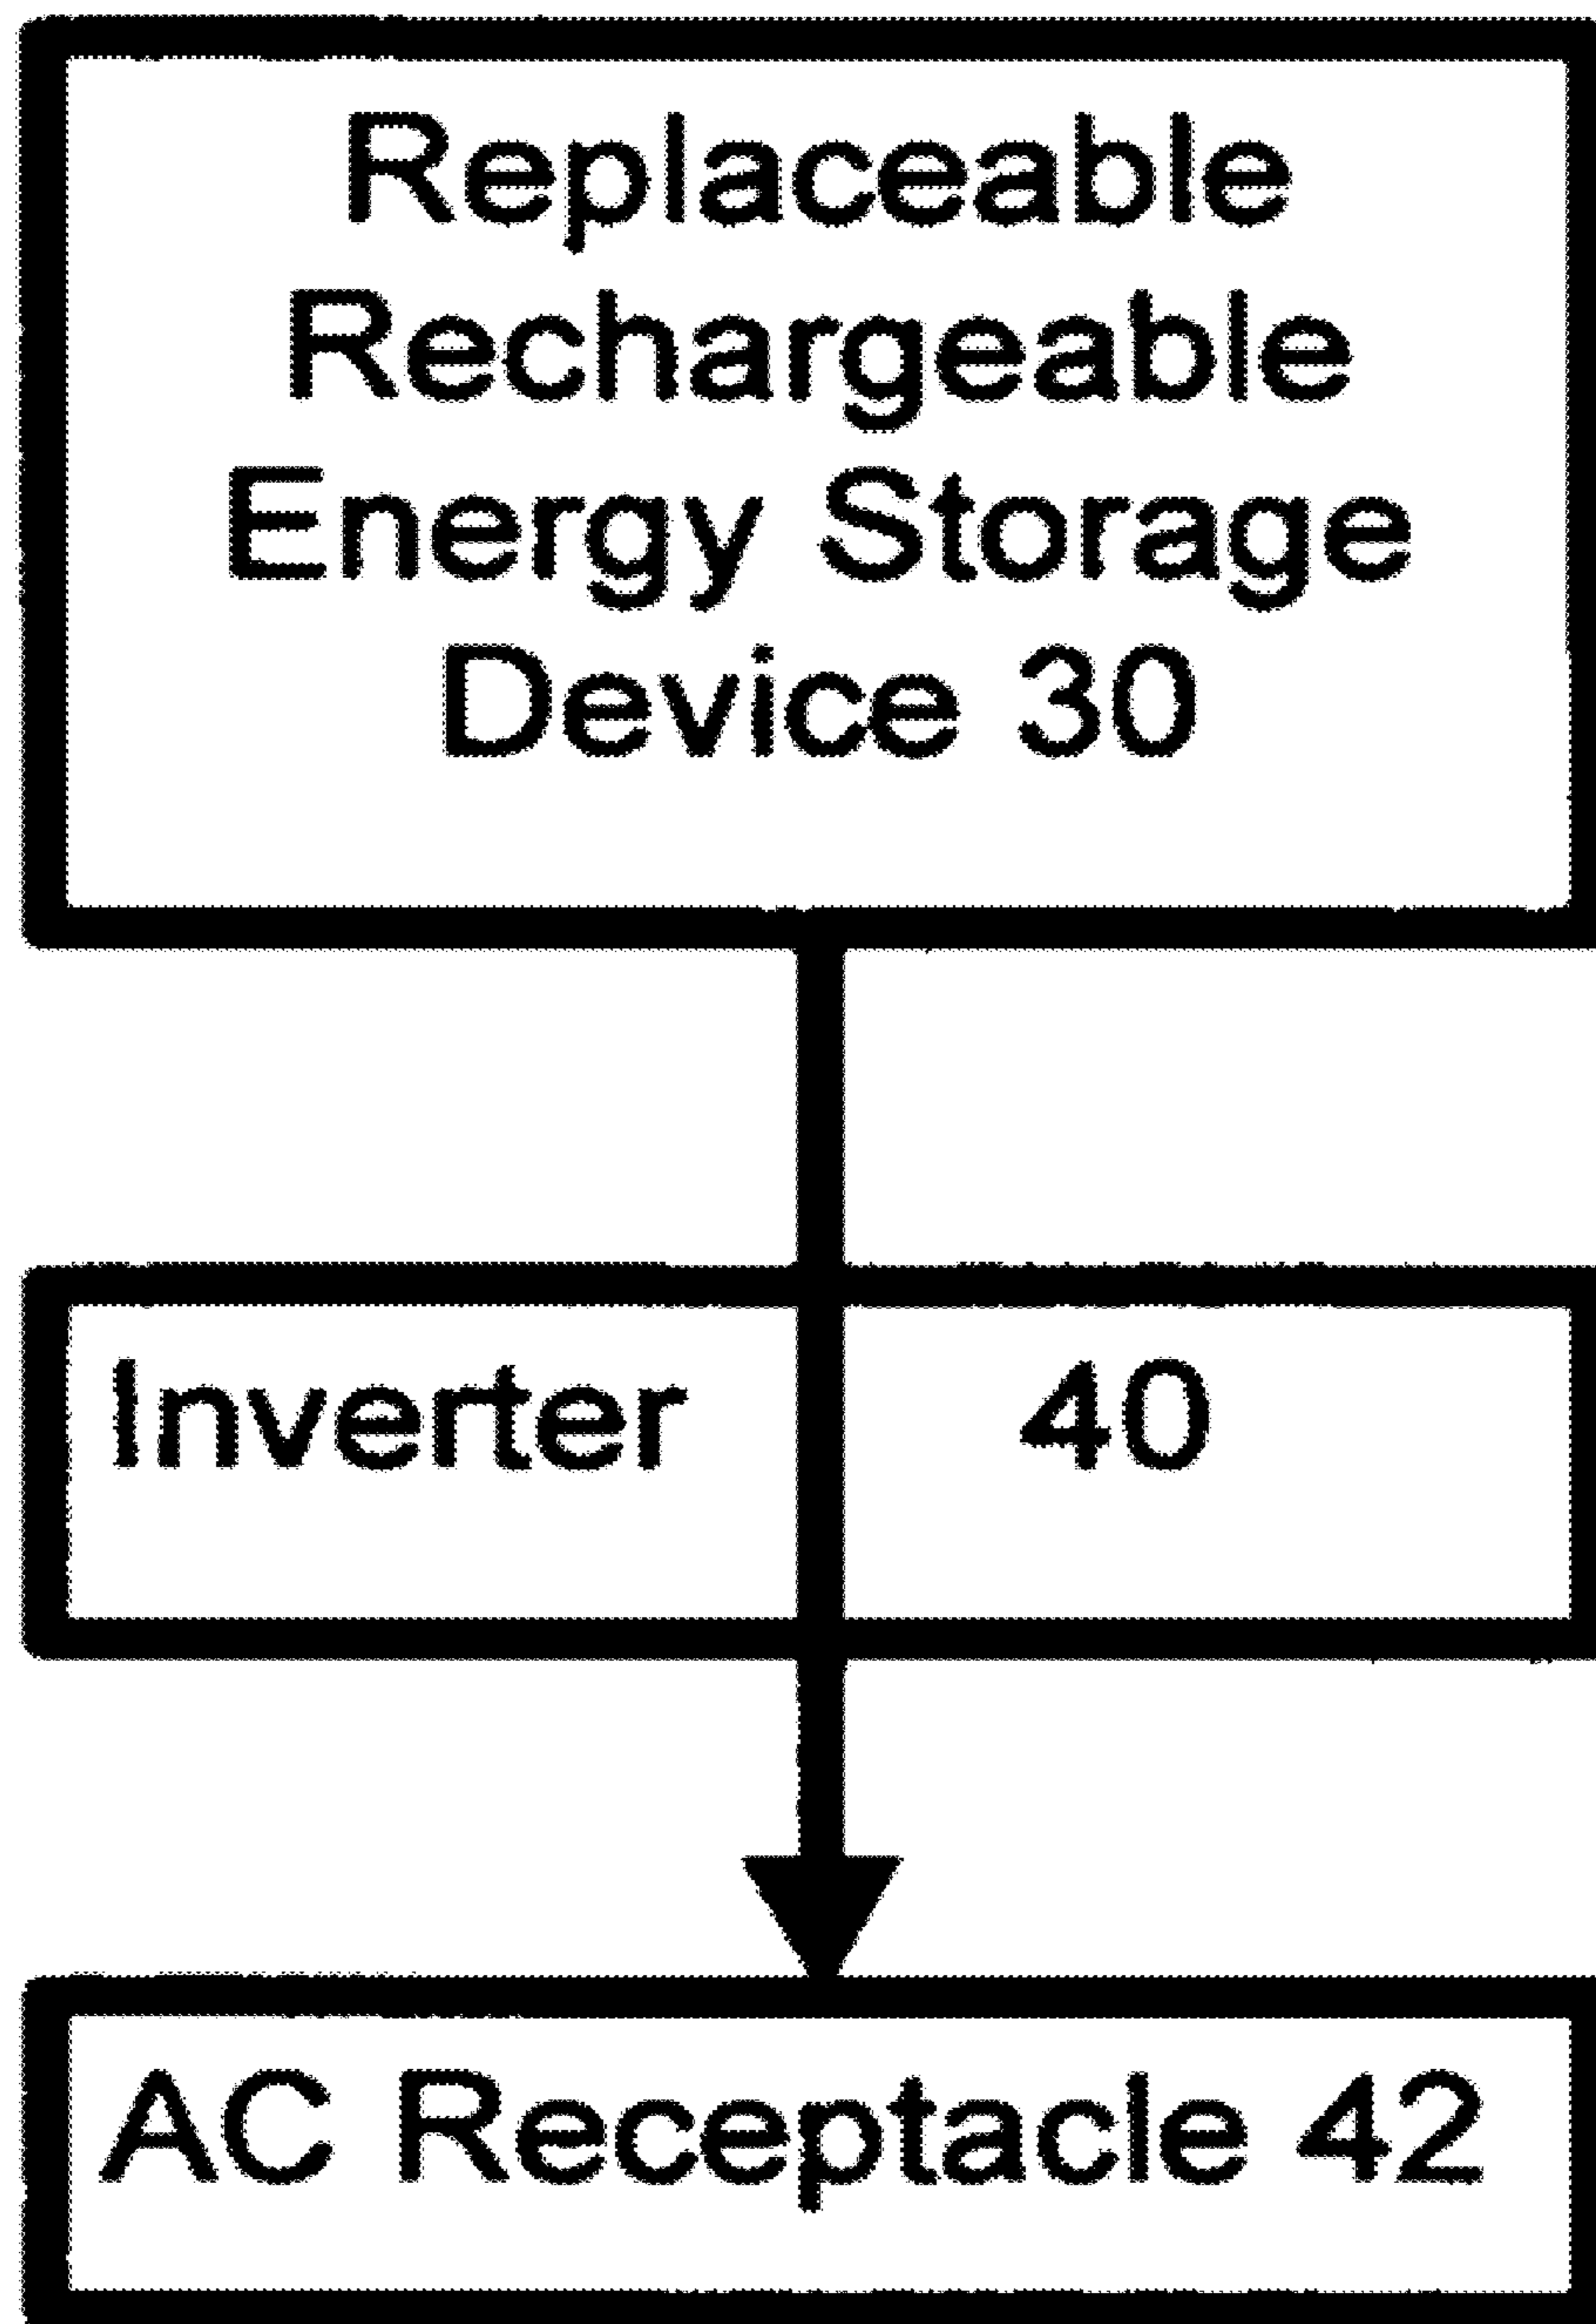 Replaceable
Rechargeable
Energy Storage
Device 30
Inverter 40
AC Receptacle 42